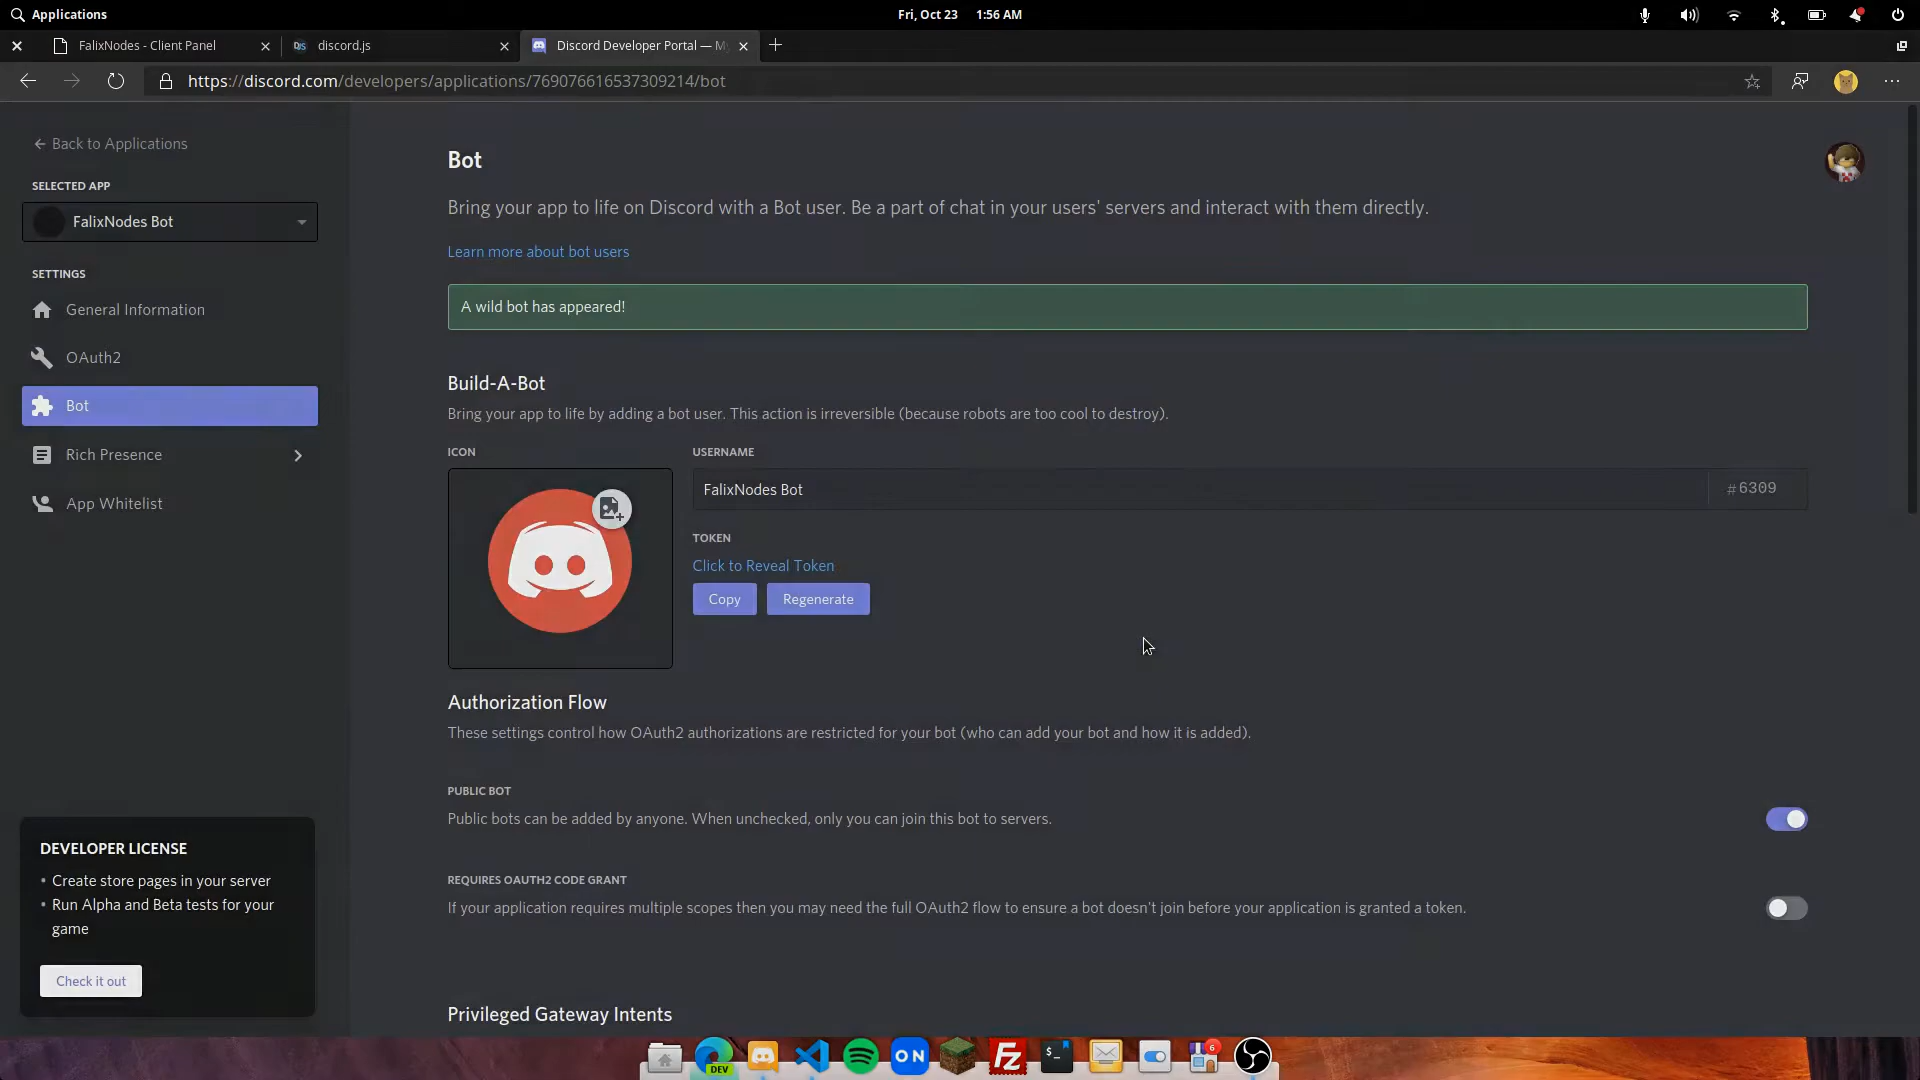 Applications
Fri, Oct 23 1:56 AM
FalixNodes - Client Panel
discord.js
Discord Developer Portal — My
https://discord.com/developers/applications/769076616537309214/bot
Back to Applications
SELECTED APP
FalixNodes Bot
SETTINGS
General Information
OAuth2
Bot
Rich Presence
App Whitelist
DEVELOPER LICENSE
• Create store pages in your server
• Run Alpha and Beta tests for your
game
Check it out
Bot
Bring your app to life on Discord with a Bot user. Be a part of chat in your users' servers and interact with them directly.
Learn more about bot users
A wild bot has appeared!
Build-A-Bot
Bring your app to life by adding a bot user. This action is irreversible (because robots are too cool to destroy).
ICON
USERNAME
FalixNodes Bot
#6309
TOKEN
Click to Reveal Token
Copy
Regenerate
Authorization Flow
These settings control how OAuth2 authorizations are restricted for your bot (who can add your bot and how it is added).
PUBLIC BOT
Public bots can be added by anyone. When unchecked, only you can join this bot to servers.
REQUIRES OAUTH2 CODE GRANT
If your application requires multiple scopes then you may need the full OAuth2 flow to ensure a bot doesn't join before your application is granted a token.
Privileged Gateway Intents
DEV
ON
Fz
$_
6